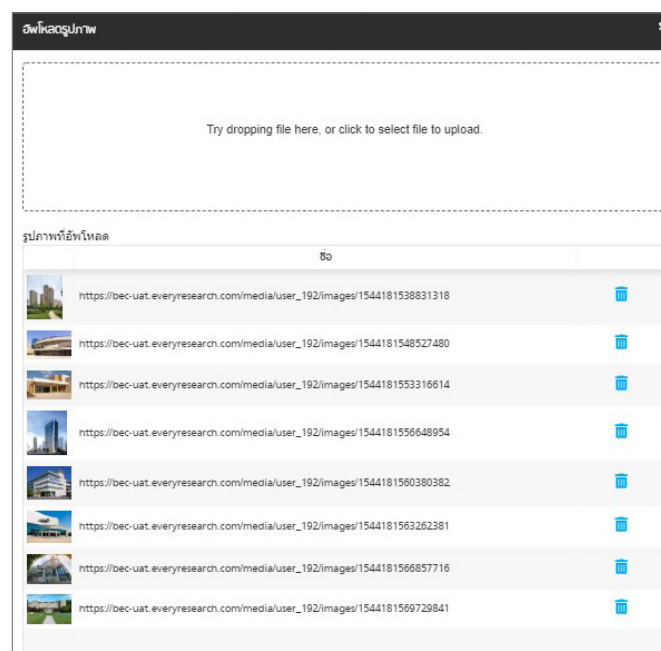 อัพโหลดรูปภาพ
Try dropping file here, or click to select file to upload.
รูปภาพที่อัพโหลด
ชื่อ
https://bec-uat.everyresearch.com/media/user_192/images/1544181538831318
https://bec-uat.everyresearch.com/media/user_192/images/1544181548527480
https://bec-uat.everyresearch.com/media/user_192/images/1544181553316614
https://bec-uat.everyresearch.com/media/user_192/images/1544181556648954
https://bec-uat.everyresearch.com/media/user_192/images/1544181560380382
https://bec-uat.everyresearch.com/media/user_192/images/1544181563262381
https://bec-uat.everyresearch.com/media/user_192/images/1544181566857716
https://bec-uat.everyresearch.com/media/user_192/images/1544181569729841